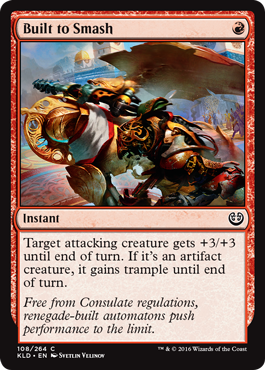 Built to Smash
Instant
Target attacking creature gets +3/+3
until end of turn. If it's an artifact
creature, it gains trample until end
of turn.
Free from Consulate regulations,
renegade-built automatons push
performance to the limit.
108/264 C
KLD • EN SVETLIN VELINOV
™ & © 2016 Wizards of the Coast